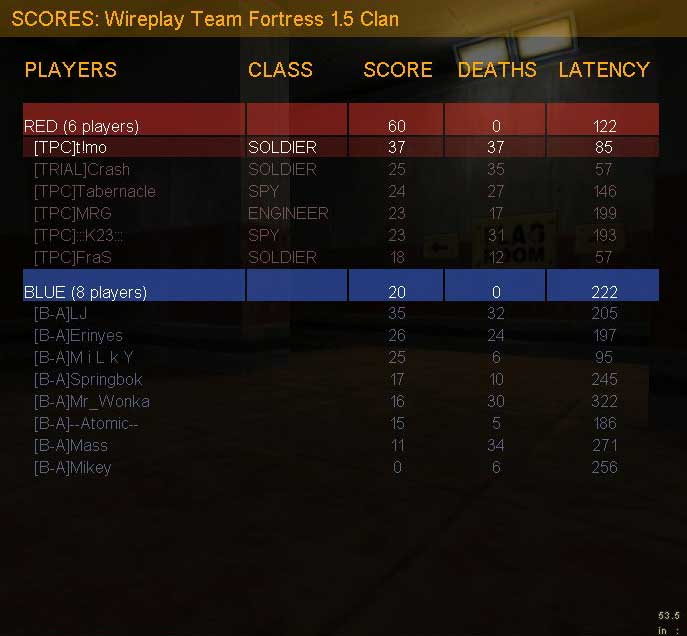 SCORES: Wireplay Team Fortress 1.5 Clan
PLAYERS CLASS SCORE DEATHS LATENCY
RED (6 players) 60 0 122
[TPC]tImo SOLDIER 37 37 85
[TRIAL]Crash SOLDIER 25 35 57
[TPC]Tabernacle SPY 24 27 146
[TPC]MRG ENGINEER 23 17 199
[TPC]:::K23::: SPY 23 31 193
[TPC]FraS SOLDIER 18 12 57
FLAG
ROOM
BLUE (8 players) 20 0 222
[B-A]LJ 35 32 205
[B-A]Erinyes 26 24 197
[B-A]M i L k Y 25 6 95
[B-A]Springbok 17 10 245
[B-A]Mr_Wonka 16 30 322
[B-A]--Atomic-- 15 5 186
[B-A]Mass 11 34 271
[B-A]Mikey 0 6 256
53.5
in :